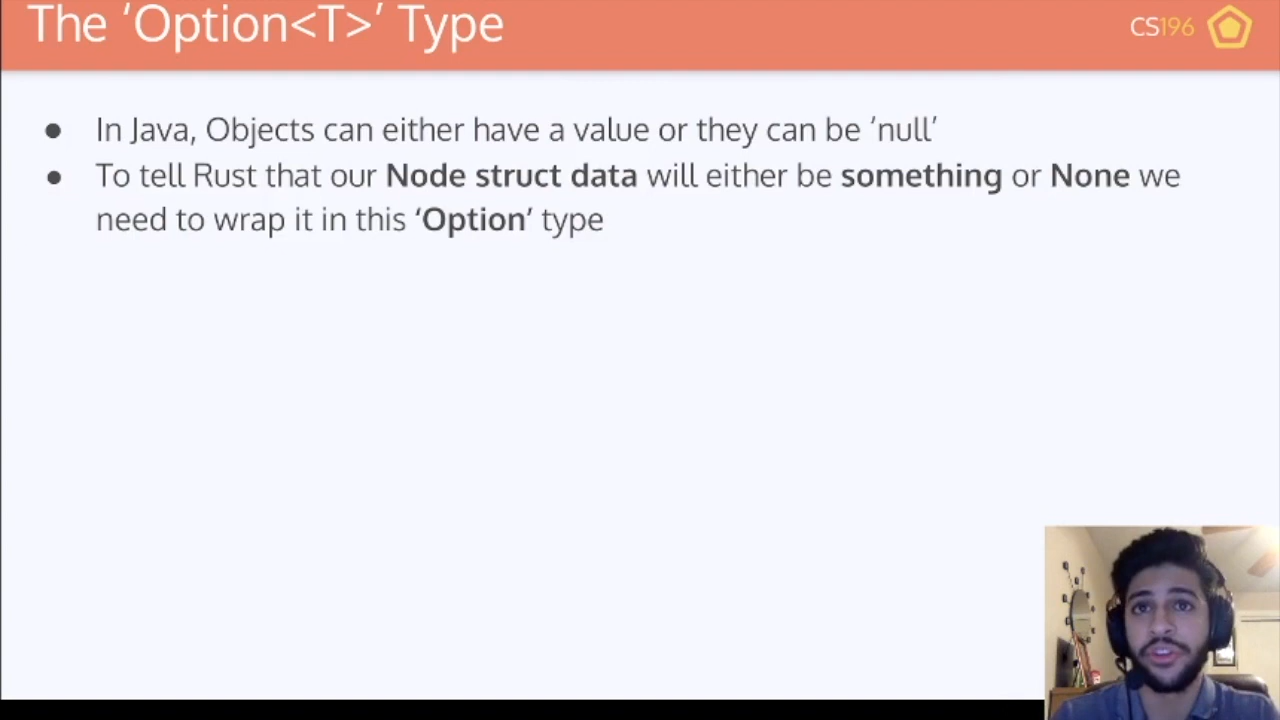 The ‘Option<T>’ Type
CS196
In Java, Objects can either have a value or they can be ‘null’
To tell Rust that our Node struct data will either be something or None we
need to wrap it in this ‘Option’ type